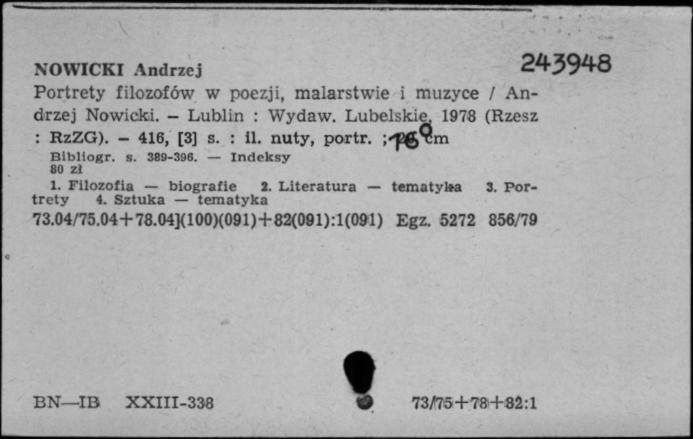 243948
NOWICKI Andrzej
Portrety filozofów w poezji, malarstwie i muzyce / An-
drzej Nowicki. — Lublin : Wydaw. Lubelskie, 1978 (Rzesz
: RzZG). — 416, [3] s. : il. nuty, portr. ; 16° cm
Bibliogr. s. 389-396. — Indeksy
80 zł
1. Filozofia — biografie 2. Literatura — tematyka 3. Por-
trety 4. Sztuka — tematyka
73.04/75.04+78.04](100)(091)+82(091):1(091) Egz. 5272 856/79
BN—IB XXIII-338 73/75+78+82:1